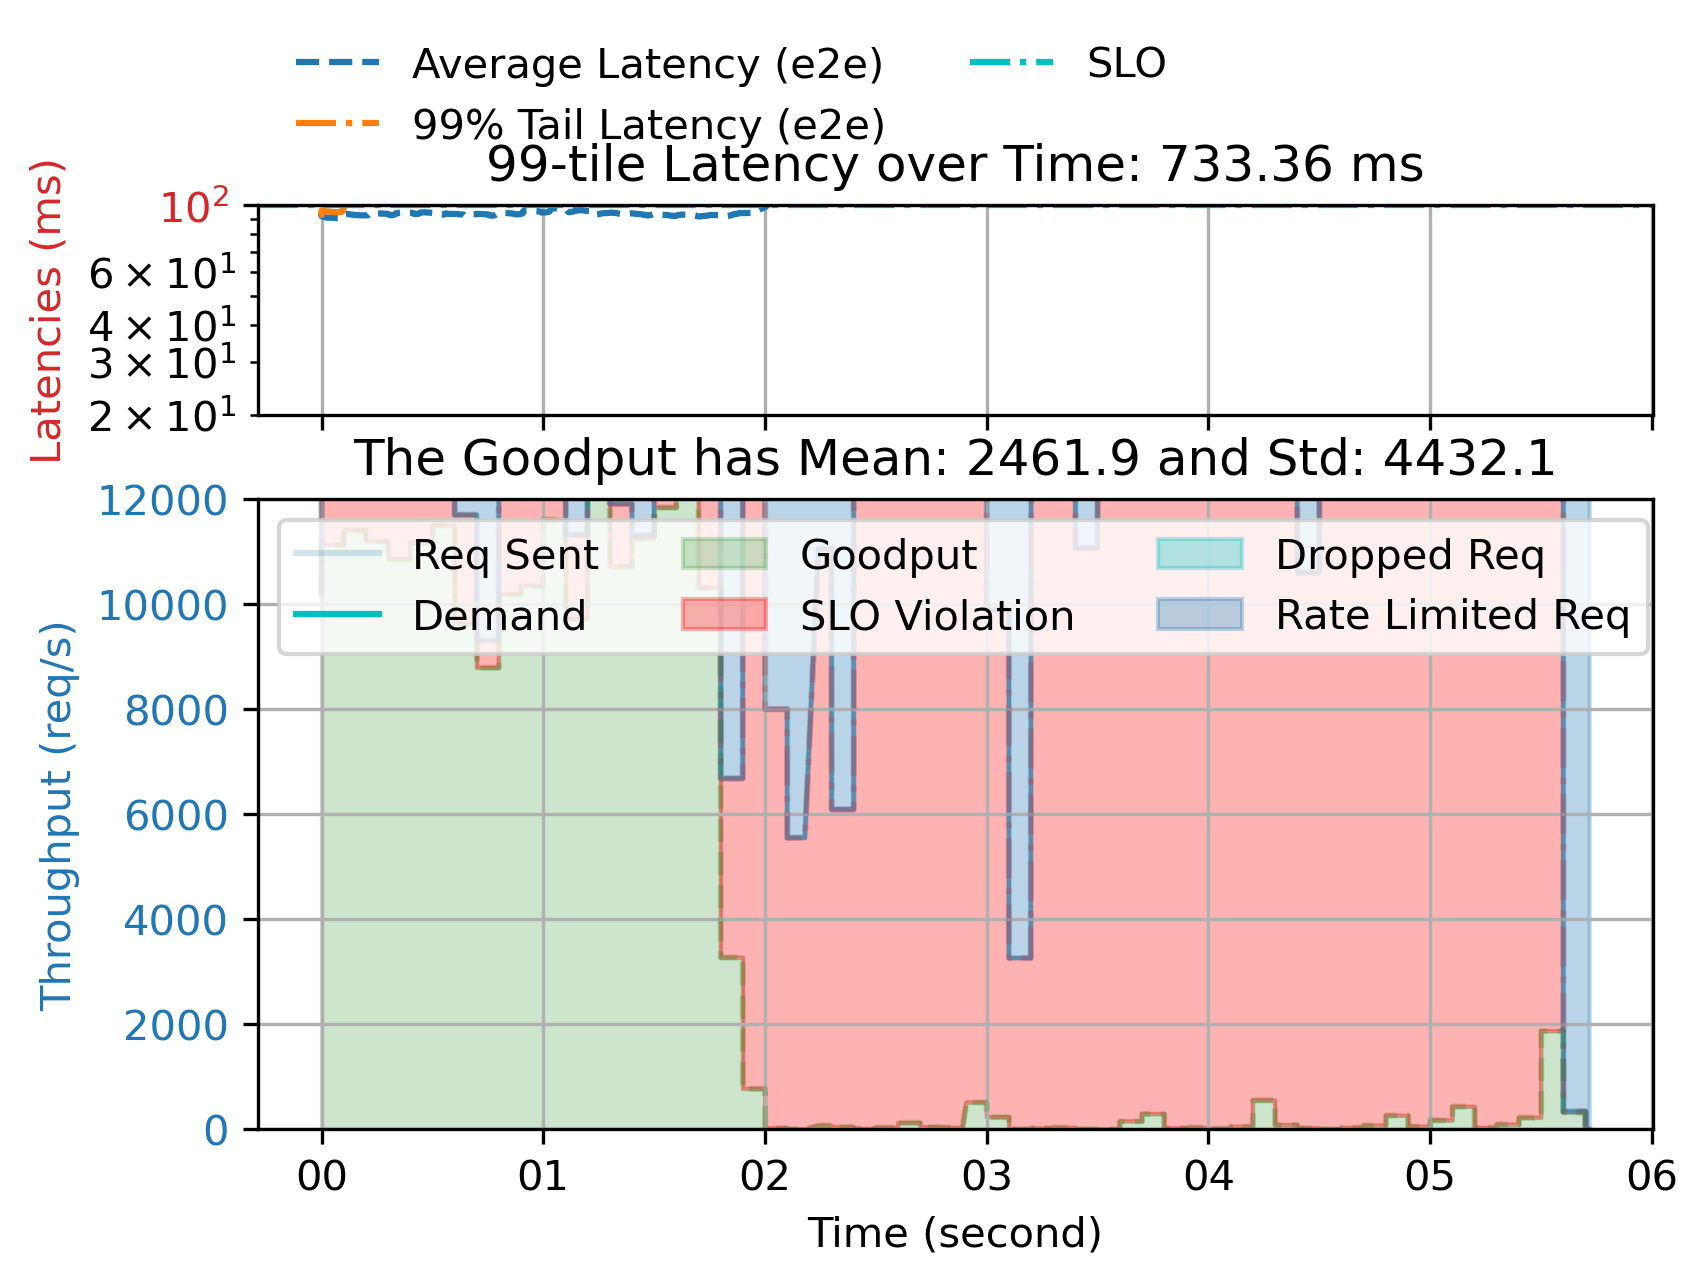 Average Latency (e2e)
SLO
99% Tail Latency (e2e)
99-tile Latency over Time: 733.36 ms
Latencies (ms)
10²
6 × 10¹
4 × 10¹
3 × 10¹
2 × 10¹
The Goodput has Mean: 2461.9 and Std: 4432.1
Throughput (req/s)
12000
10000
8000
6000
4000
2000
0
Req Sent
Goodput
Dropped Req
Demand
SLO Violation
Rate Limited Req
00 01 02 03 04 05 06
Time (second)